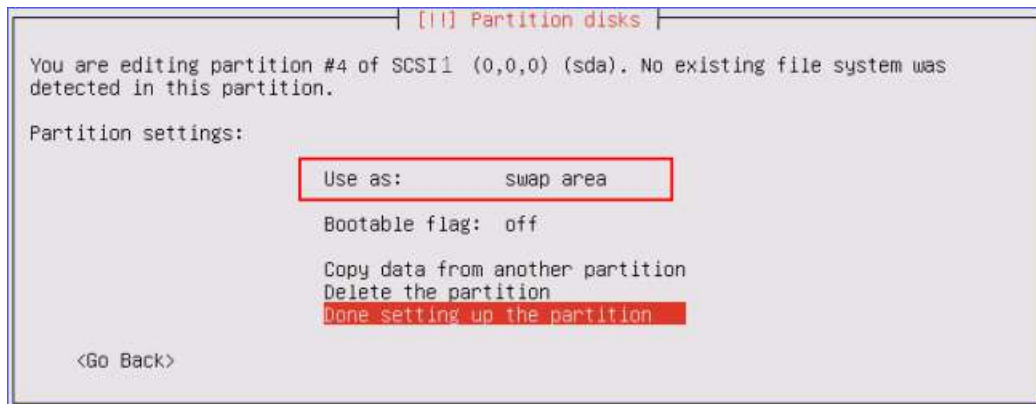 [!!] Partition disks
You are editing partition #4 of SCSI1 (0,0,0) (sda). No existing file system was
detected in this partition.
Partition settings:
Use as: swap area
Bootable flag: off
Copy data from another partition
Delete the partition
Done setting up the partition
<Go Back>